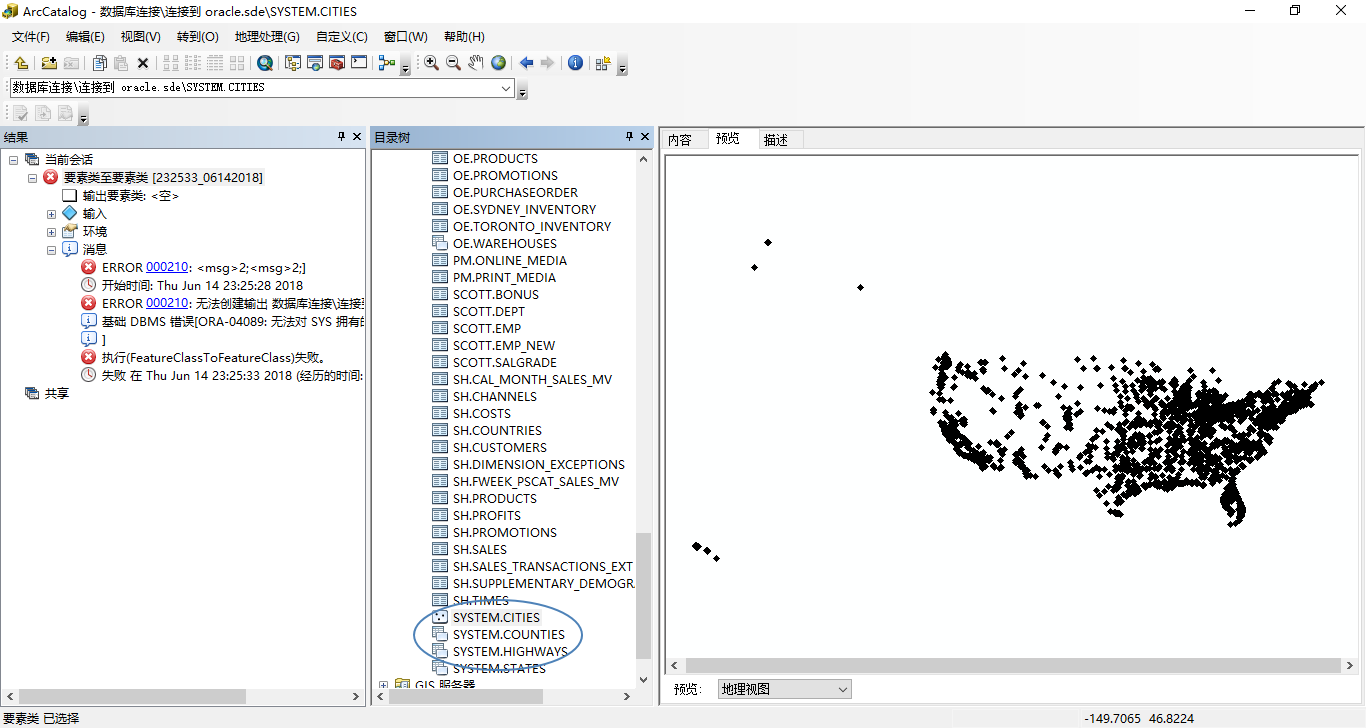 ArcCatalog - 数据库连接\连接到 oracle.sde\SYSTEM.CITIES
文件(F) 编辑(E) 视图(V) 转到(O) 地理处理(G) 自定义(C) 窗口(W) 帮助(H)
数据库连接\连接到 oracle.sde\SYSTEM.CITIES
结果
当前会话
要素类至要素类 [232533_06142018]
输出要素类: <空>
输入
环境
消息
ERROR 000210: <msg>2;<msg>2;]
开始时间: Thu Jun 14 23:25:28 2018
ERROR 000210: 无法创建输出 数据库连接\连接到
基础 DBMS 错误[ORA-04089: 无法对 SYS 拥有的
]
执行(FeatureClassToFeatureClass)失败。
失败 在 Thu Jun 14 23:25:33 2018 (经历的时间:
共享
目录树
OE.PRODUCTS
OE.PROMOTIONS
OE.PURCHASEORDER
OE.SYDNEY_INVENTORY
OE.TORONTO_INVENTORY
OE.WAREHOUSES
PM.ONLINE_MEDIA
PM.PRINT_MEDIA
SCOTT.BONUS
SCOTT.DEPT
SCOTT.EMP
SCOTT.EMP_NEW
SCOTT.SALGRADE
SH.CAL_MONTH_SALES_MV
SH.CHANNELS
SH.COSTS
SH.COUNTRIES
SH.CUSTOMERS
SH.DIMENSION_EXCEPTIONS
SH.FWEEK_PSCAT_SALES_MV
SH.PRODUCTS
SH.PROFITS
SH.PROMOTIONS
SH.SALES
SH.SALES_TRANSACTIONS_EXT
SH.SUPPLEMENTARY_DEMOGR
SH.TIMES
SYSTEM.CITIES
SYSTEM.COUNTIES
SYSTEM.HIGHWAYS
SYSTEM.STATES
GIS 服务器
内容 预览 描述
预览: 地理视图
要素类 已选择
-149.7065 46.8224